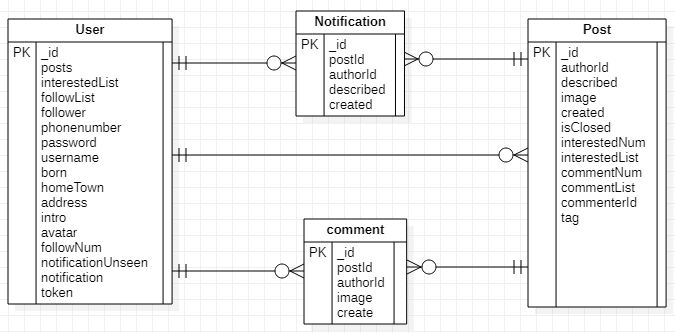 User
PK _id
posts
interestedList
followList
follower
phonenumber
password
username
born
homeTown
address
intro
avatar
followNum
notificationUnseen
notification
token
Notification
PK _id
postId
authorId
described
created
comment
PK _id
postId
authorId
image
create
Post
PK _id
authorId
described
image
created
isClosed
interestedNum
interestedList
commentNum
commentList
commenterId
tag